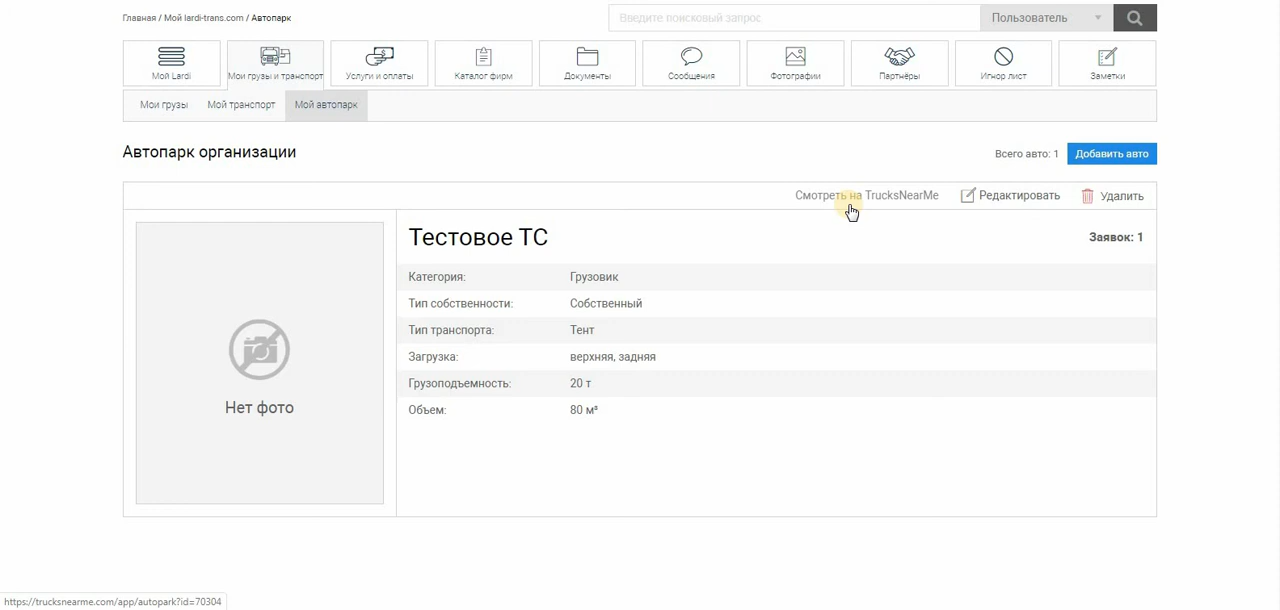 Главная / Мой lardi-trans.com / Автопарк
Введите поисковый запрос
Пользователь
Мой Lardi
Мои грузы и транспорт
Услуги и оплаты
Каталог фирм
Документы
Сообщения
Фотографии
Партнёры
Игнор лист
Заметки
Мои грузы
Мой транспорт
Мой автопарк
Автопарк организации
Всего авто: 1
Добавить авто
Смотреть на TrucksNearMe
Редактировать
Удалить
Тестовое ТС
Заявок: 1
Категория: Грузовик
Тип собственности: Собственный
Тип транспорта: Тент
Загрузка: верхняя, задняя
Грузоподъемность: 20 т
Объем: 80 м³
Нет фото
https://trucksnearme.com/app/autopark?id=70304